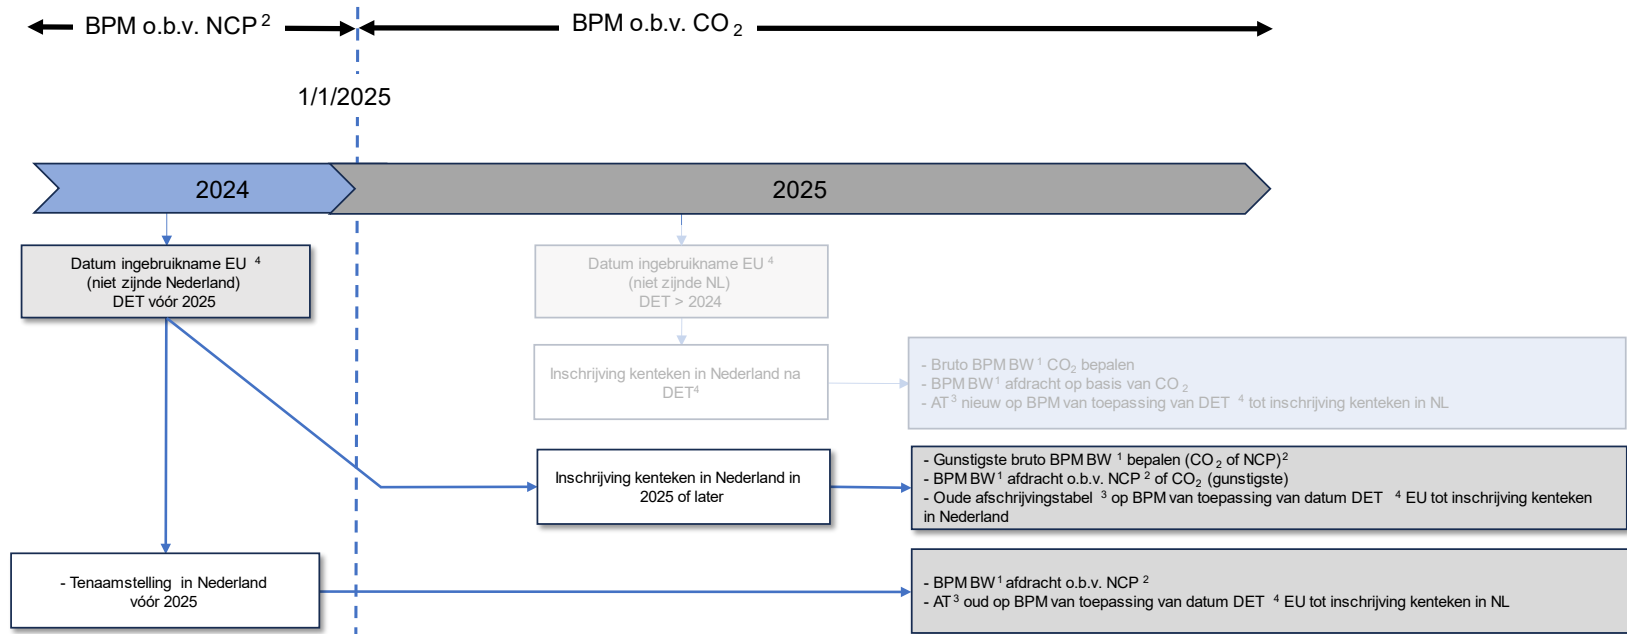 BPM o.b.v. NCP 2
BPM o.b.v. CO 2
1/1/2025
2024
2025
Datum ingebruikname EU 4
(niet zijnde Nederland)
DET vóór 2025
Datum ingebruikname EU 4
(niet zijnde NL)
DET > 2024
Inschrijving kenteken in Nederland na
DET4
- Bruto BPM BW 1 CO2 bepalen
- BPM BW 1 afdracht op basis van CO2
- AT 3 nieuw op BPM van toepassing van DET 4 tot inschrijving kenteken in NL
Inschrijving kenteken in Nederland in
2025 of later
- Gunstigste bruto BPM BW 1 bepalen (CO2 of NCP)2
- BPM BW 1 afdracht o.b.v. NCP 2 of CO2 (gunstigste)
- Oude afschrijvingstabel 3 op BPM van toepassing van datum DET 4 EU tot inschrijving kenteken
in Nederland
- Tenaamstelling in Nederland
vóór 2025
- BPM BW 1 afdracht o.b.v. NCP 2
- AT 3 oud op BPM van toepassing van datum DET 4 EU tot inschrijving kenteken in NL